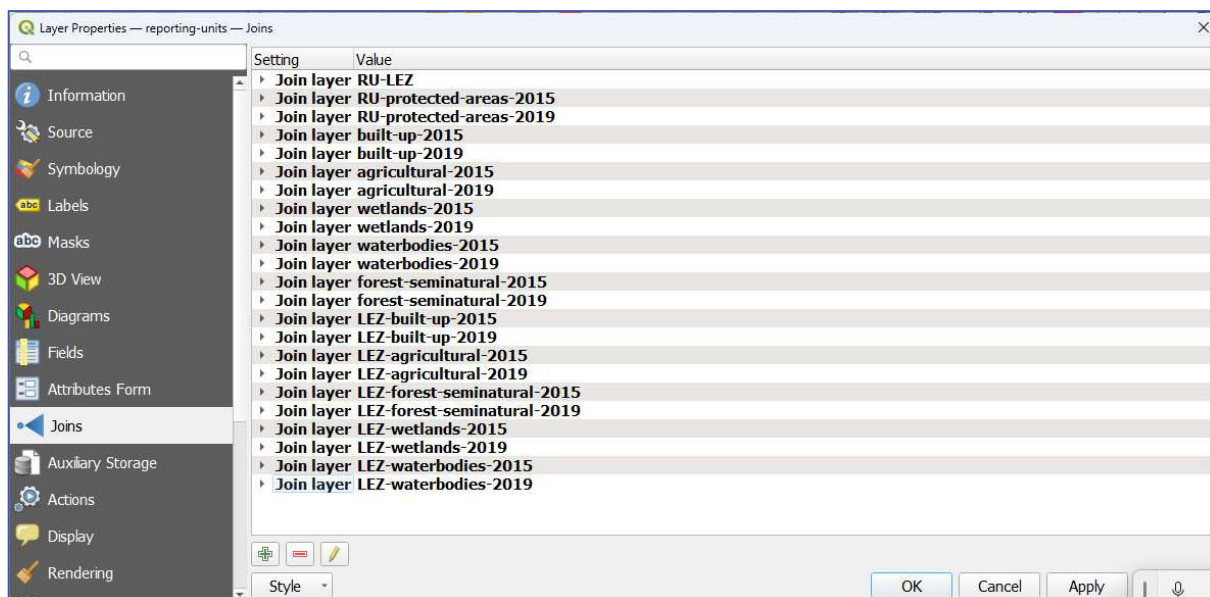 Layer Properties — reporting-units — Joins
Setting Value
Information
Source
Symbology
abc Labels
abc Masks
3D View
Diagrams
Fields
Attributes Form
Joins
Auxiliary Storage
Actions
Display
Rendering
Join layer RU-LEZ
Join layer RU-protected-areas-2015
Join layer RU-protected-areas-2019
Join layer built-up-2015
Join layer built-up-2019
Join layer agricultural-2015
Join layer agricultural-2019
Join layer wetlands-2015
Join layer wetlands-2019
Join layer waterbodies-2015
Join layer waterbodies-2019
Join layer forest-seminatural-2015
Join layer forest-seminatural-2019
Join layer LEZ-built-up-2015
Join layer LEZ-built-up-2019
Join layer LEZ-agricultural-2015
Join layer LEZ-agricultural-2019
Join layer LEZ-forest-seminatural-2015
Join layer LEZ-forest-seminatural-2019
Join layer LEZ-wetlands-2015
Join layer LEZ-wetlands-2019
Join layer LEZ-waterbodies-2015
Join layer LEZ-waterbodies-2019
Style
OK Cancel Apply